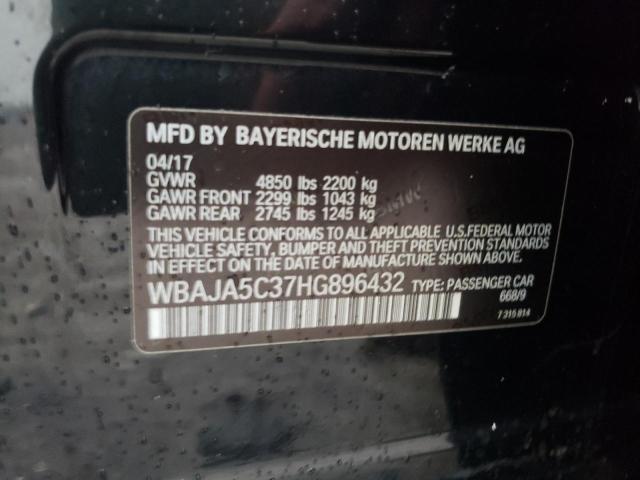 MFD BY BAYERISCHE MOTOREN WERKE AG
04/17
GVWR 4850 lbs 2200 kg
GAWR FRONT 2299 lbs 1043 kg
GAWR REAR 2745 lbs 1245 kg
THIS VEHICLE CONFORMS TO ALL APPLICABLE U.S.FEDERAL MOTOR
VEHICLE SAFETY, BUMPER AND THEFT PREVENTION STANDARDS
IN EFFECT ON THE DATE OF MANUFACTURE SHOWN ABOVE.
WBAJA5C37HG896432 TYPE: PASSENGER CAR
668/9
7 315 814